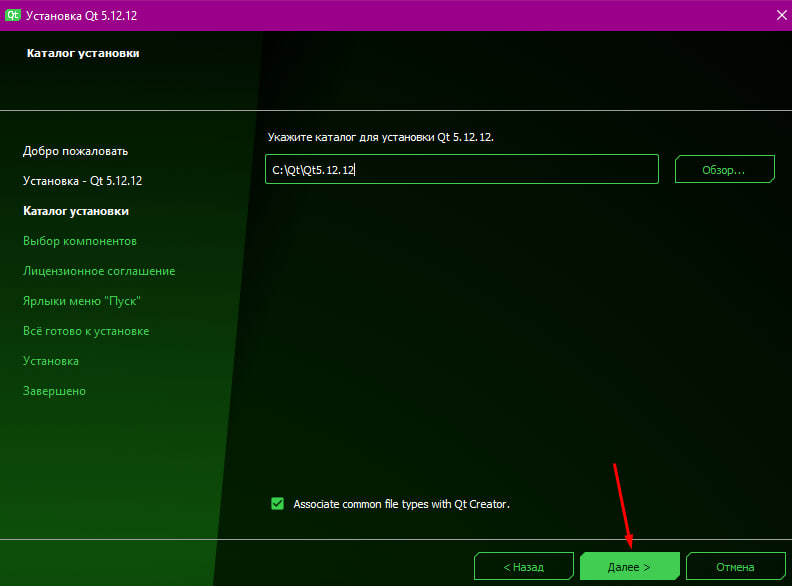 Qt Установка Qt 5.12.12
Каталог установки
Добро пожаловать
Установка - Qt 5.12.12
Каталог установки
Выбор компонентов
Лицензионное соглашение
Ярлыки меню "Пуск"
Всё готово к установке
Установка
Завершено
Укажите каталог для установки Qt 5.12.12.
C:\Qt\Qt5.12.12
Обзор...
Associate common file types with Qt Creator.
< Назад
Далее >
Отмена